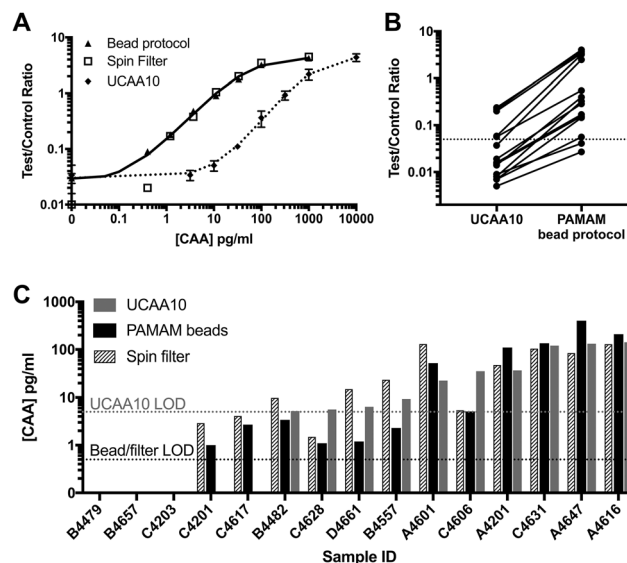 A
Bead protocol
Spin Filter
UCAA10
Test/Control Ratio
10
1
0.1
0.01
0 0.1 1 10 100 1000 10000
[CAA] pg/ml
B
Test/Control Ratio
10
1
0.1
0.01
UCAA10 PAMAM
bead protocol
C
UCAA10
PAMAM beads
Spin filter
[CAA] pg/ml
1000
100
10
1
0
UCAA10 LOD
Bead/filter LOD
B4479 B4657 C4203 C4201 C4617 B4482 C4628 D4661 B4557 A4601 C4606 A4201 C4631 A4647 A4616
Sample ID